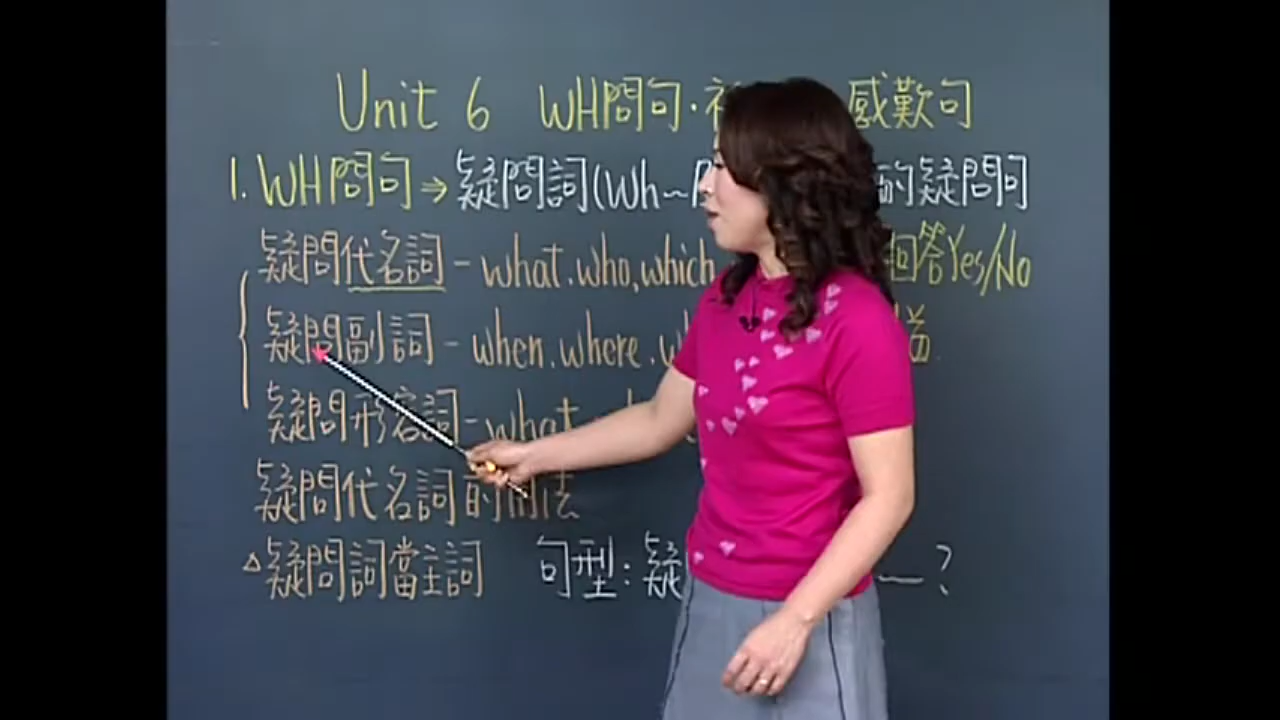 Unit 6 WH問句·感歎句
1. WH問句⇒疑問詞(Wh~的疑問句
疑問代名詞-what.who,which 回答Yes/No
疑問副詞-when.where.
疑問形容詞-what
疑問代名詞的用法
△疑問詞當主詞 句型:疑 ?